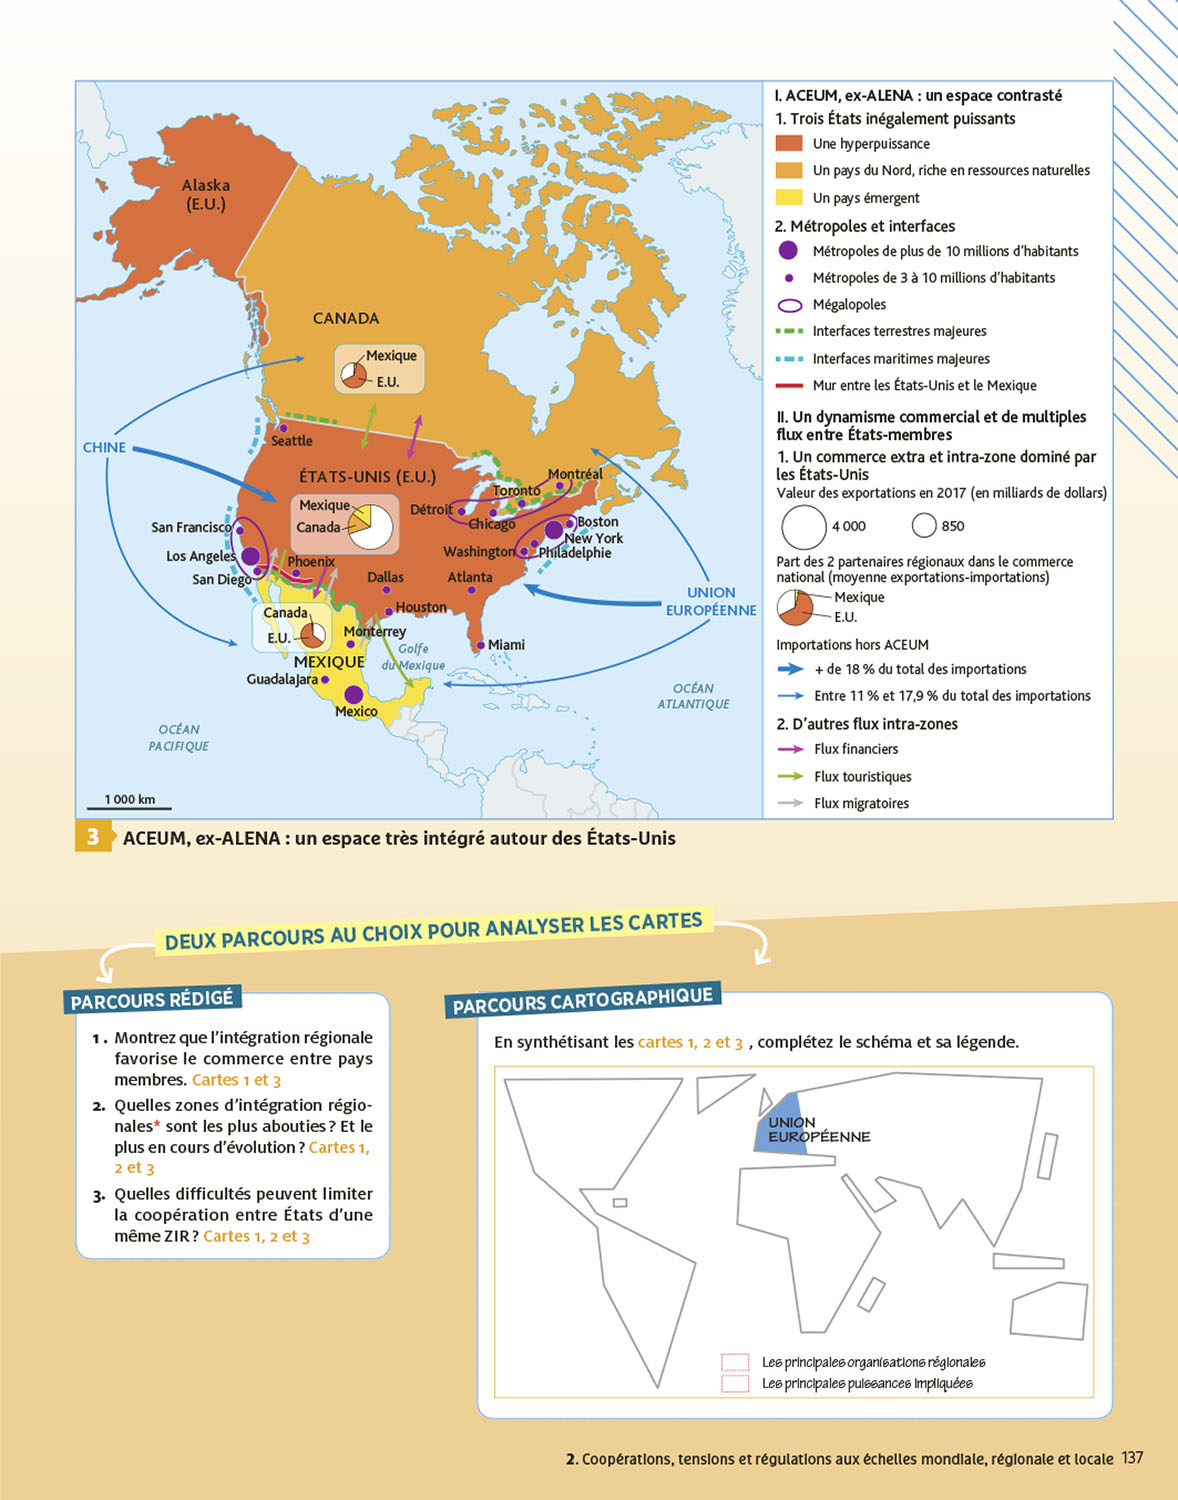 Alaska
(E.U.)
CANADA
Mexique
E.U.
CHINE
Seattle
ÉTATS-UNIS (E.U.)
Mexique
Canada
Montréal
Toronto
Détroit
Chicago
Boston
New York
Philadelphie
Washington
San Francisco
Los Angeles
San Diego
Phoenix
Dallas
Atlanta
Houston
UNION
EUROPÉENNE
Canada
E.U.
Monterrey
Miami
Golfe
du Mexique
MEXIQUE
Guadalajara
Mexico
OCÉAN
ATLANTIQUE
OCÉAN
PACIFIQUE
1 000 km
I. ACEUM, ex-ALENA : un espace contrasté
1. Trois États inégalement puissants
Une hyperpuissance
Un pays du Nord, riche en ressources naturelles
Un pays émergent
2. Métropoles et interfaces
Métropoles de plus de 10 millions d'habitants
Métropoles de 3 à 10 millions d'habitants
Mégalopoles
Interfaces terrestres majeures
Interfaces maritimes majeures
Mur entre les États-Unis et le Mexique
II. Un dynamisme commercial et de multiples
flux entre États-membres
1. Un commerce extra et intra-zone dominé par
les États-Unis
Valeur des exportations en 2017 (en milliards de dollars)
4 000
850
Part des 2 partenaires régionaux dans le commerce
national (moyenne exportations-importations)
Mexique
E.U.
Importations hors ACEUM
+ de 18 % du total des importations
Entre 11 % et 17,9 % du total des importations
2. D'autres flux intra-zones
Flux financiers
Flux touristiques
Flux migratoires
3 ACEUM, ex-ALENA : un espace très intégré autour des États-Unis
DEUX PARCOURS AU CHOIX POUR ANALYSER LES CARTES
PARCOURS RÉDIGÉ
1. Montrez que l'intégration régionale
favorise le commerce entre pays
membres. Cartes 1 et 3
2. Quelles zones d'intégration régio-
nales* sont les plus abouties ? Et le
plus en cours d'évolution ? Cartes 1,
2 et 3
3. Quelles difficultés peuvent limiter
la coopération entre États d'une
même ZIR ? Cartes 1, 2 et 3
PARCOURS CARTOGRAPHIQUE
En synthétisant les cartes 1, 2 et 3 , complétez le schéma et sa légende.
UNION
EUROPÉENNE
Les principales organisations régionales
Les principales puissances impliquées
2. Coopérations, tensions et régulations aux échelles mondiale, régionale et locale 137